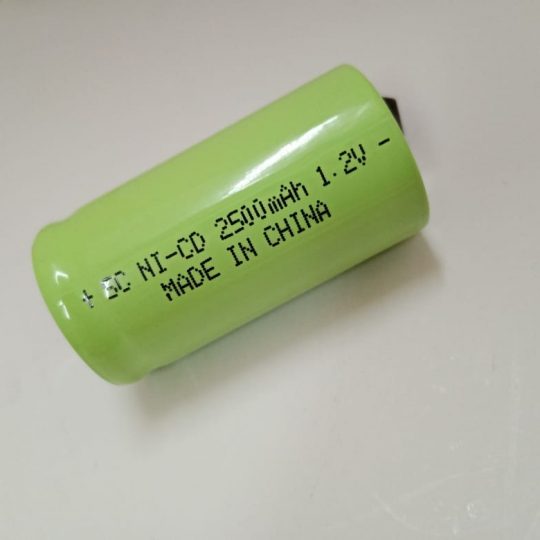 + SC NI-CD 2500mAh 1.2V -
MADE IN CHINA